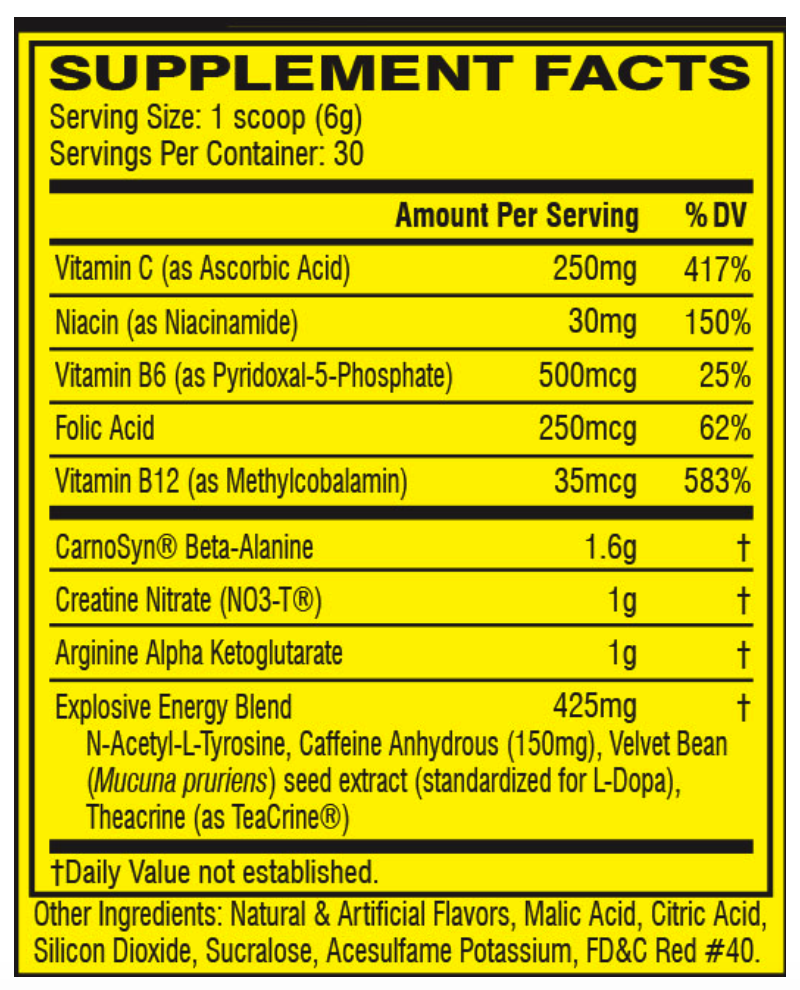 SUPPLEMENT FACTS
Serving Size: 1 scoop (6g)
Servings Per Container: 30
Amount Per Serving % DV
Vitamin C (as Ascorbic Acid) 250mg 417%
Niacin (as Niacinamide) 30mg 150%
Vitamin B6 (as Pyridoxal-5-Phosphate) 500mcg 25%
Folic Acid 250mcg 62%
Vitamin B12 (as Methylcobalamin) 35mcg 583%
CarnoSyn® Beta-Alanine 1.6g †
Creatine Nitrate (NO3-T®) 1g †
Arginine Alpha Ketoglutarate 1g †
Explosive Energy Blend 425mg †
N-Acetyl-L-Tyrosine, Caffeine Anhydrous (150mg), Velvet Bean
(Mucuna pruriens) seed extract (standardized for L-Dopa),
Theacrine (as TeaCrine®)
†Daily Value not established.
Other Ingredients: Natural & Artificial Flavors, Malic Acid, Citric Acid,
Silicon Dioxide, Sucralose, Acesulfame Potassium, FD&C Red #40.